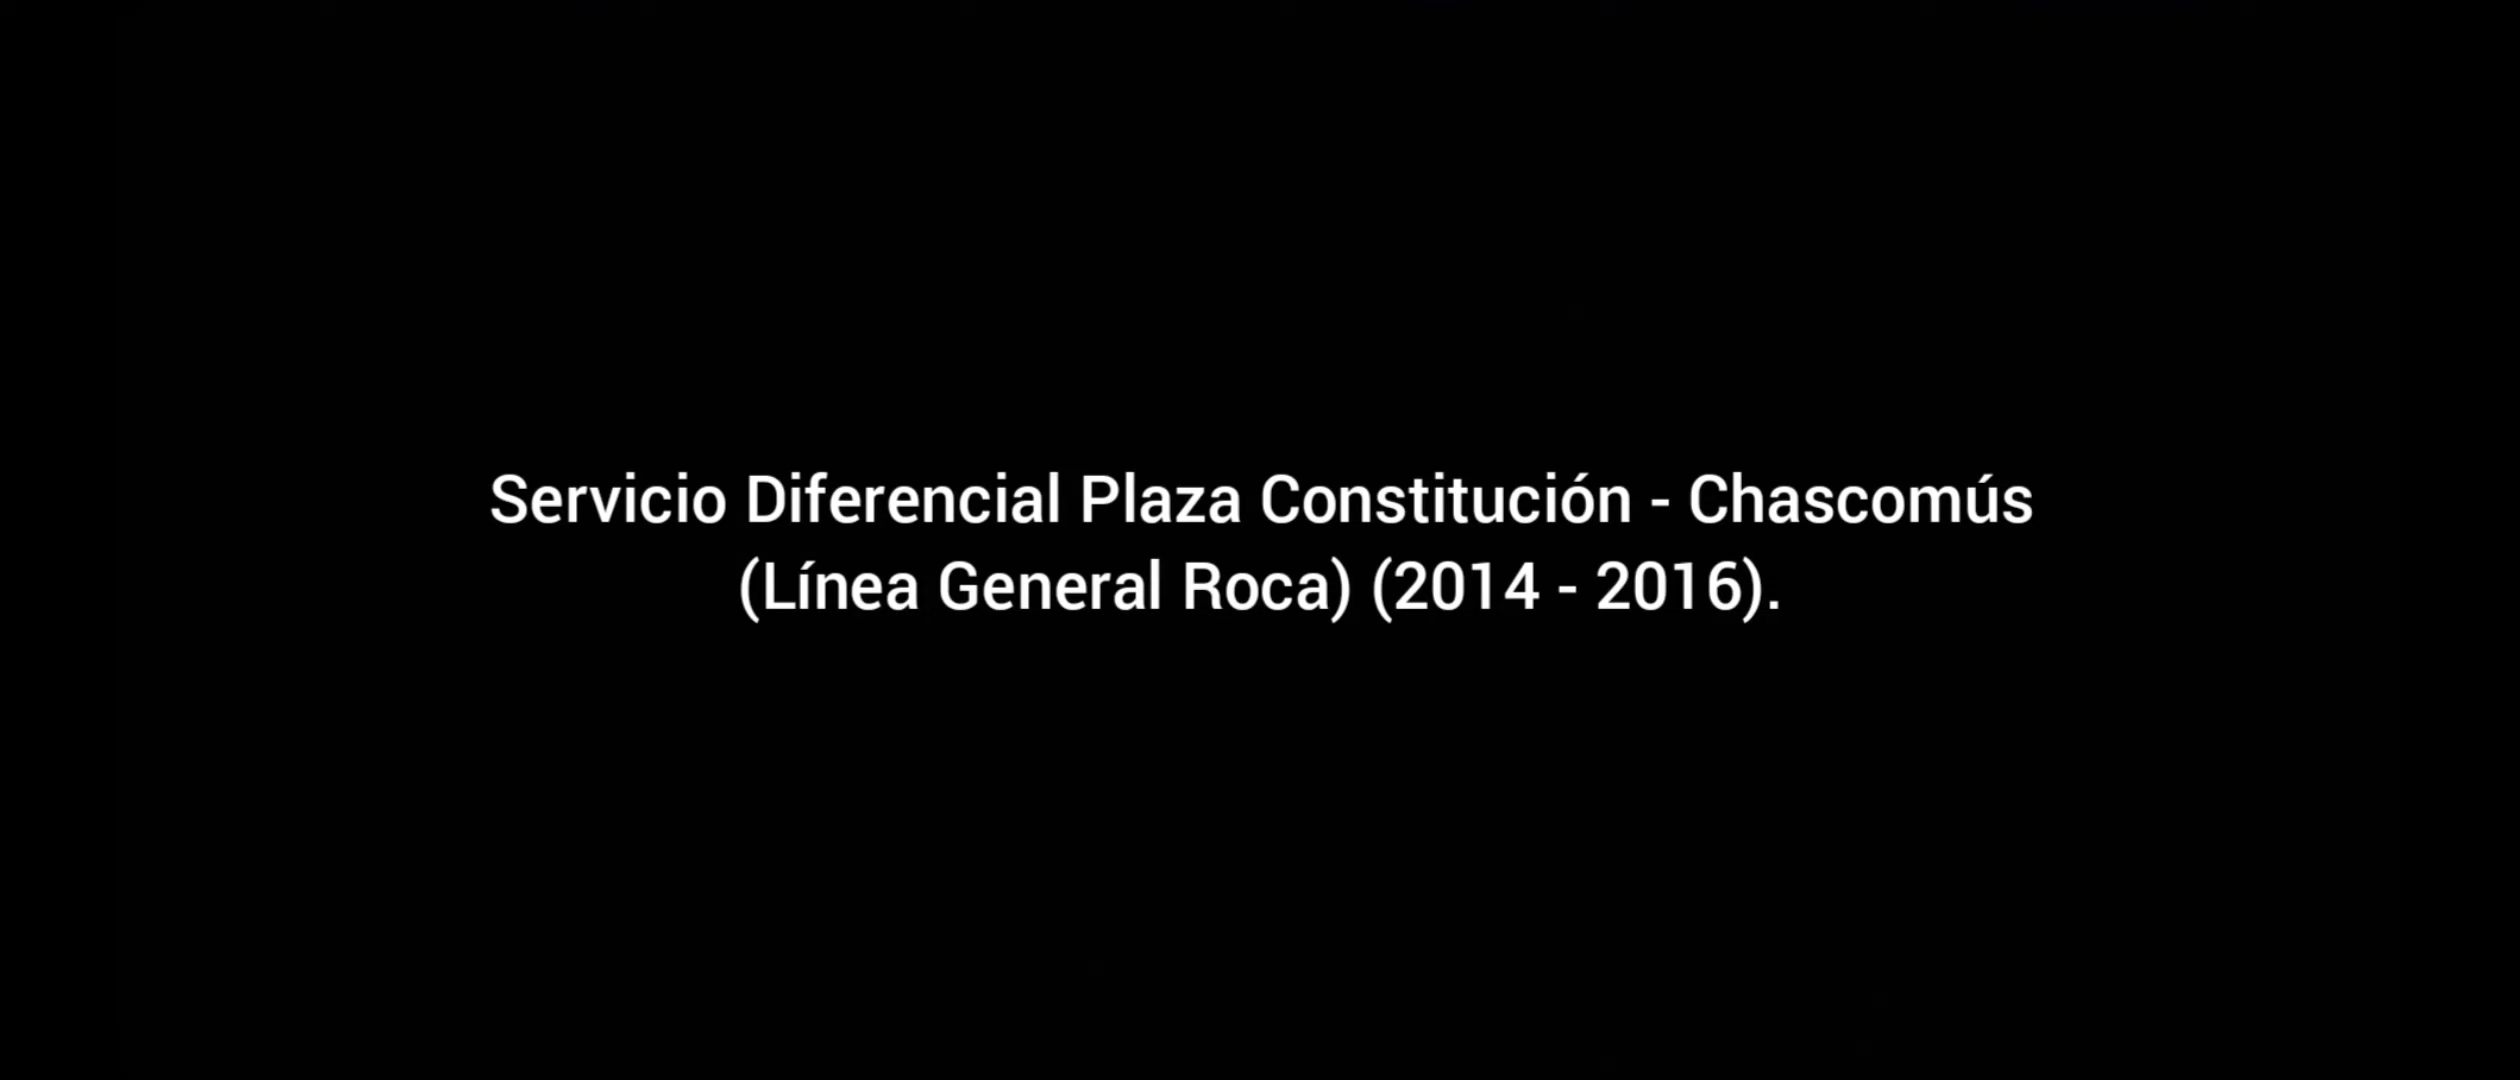 Servicio Diferencial Plaza Constitución - Chascomús
(Línea General Roca) (2014 - 2016).